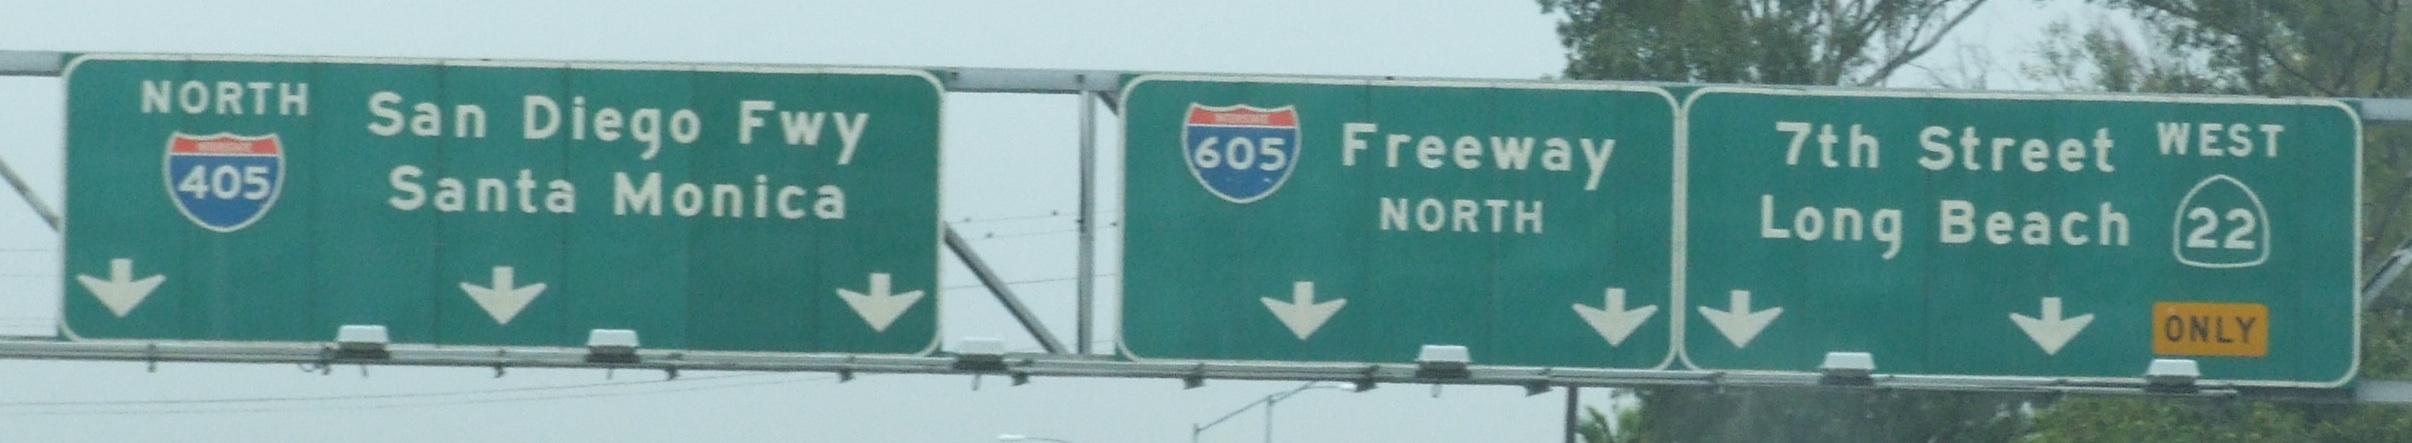 NORTH
405
San Diego Fwy
Santa Monica
605
Freeway
NORTH
7th Street
Long Beach
WEST
22
ONLY